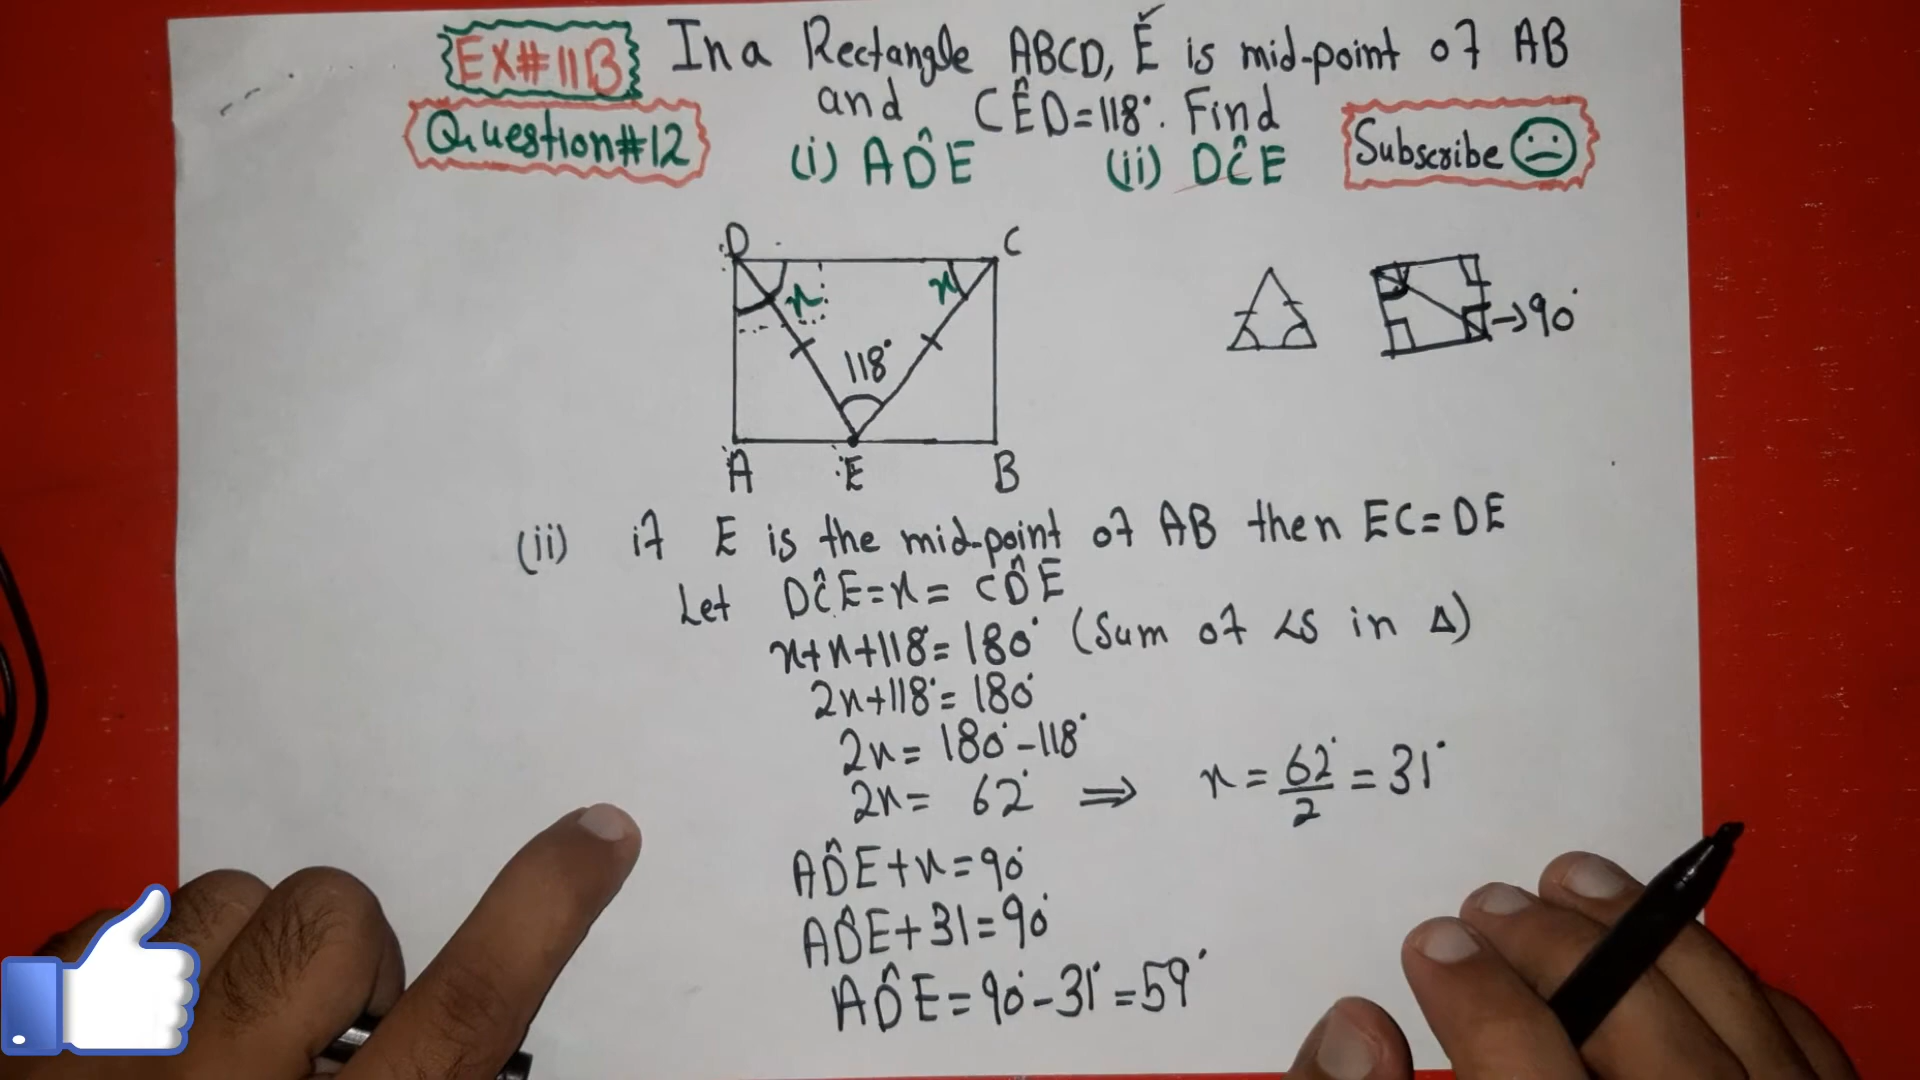 EX#11B
Question#12
In a Rectangle ABCD, E is mid-point of AB
and CÊD=118°. Find
(i) AD̂E (ii) DĈE
Subscribe
D C
x x
118°
→90°
A E B
(ii) if E is the mid-point of AB then EC=DE
Let DĈE=x=CD̂E
x+x+118°=180° (Sum of ∠S in Δ)
2x+118°=180°
2x=180°-118°
2x= 62° ⇒ x=62°/2=31°
AD̂E+x=90°
AD̂E+31=90°
AD̂E=90°-31°=59°